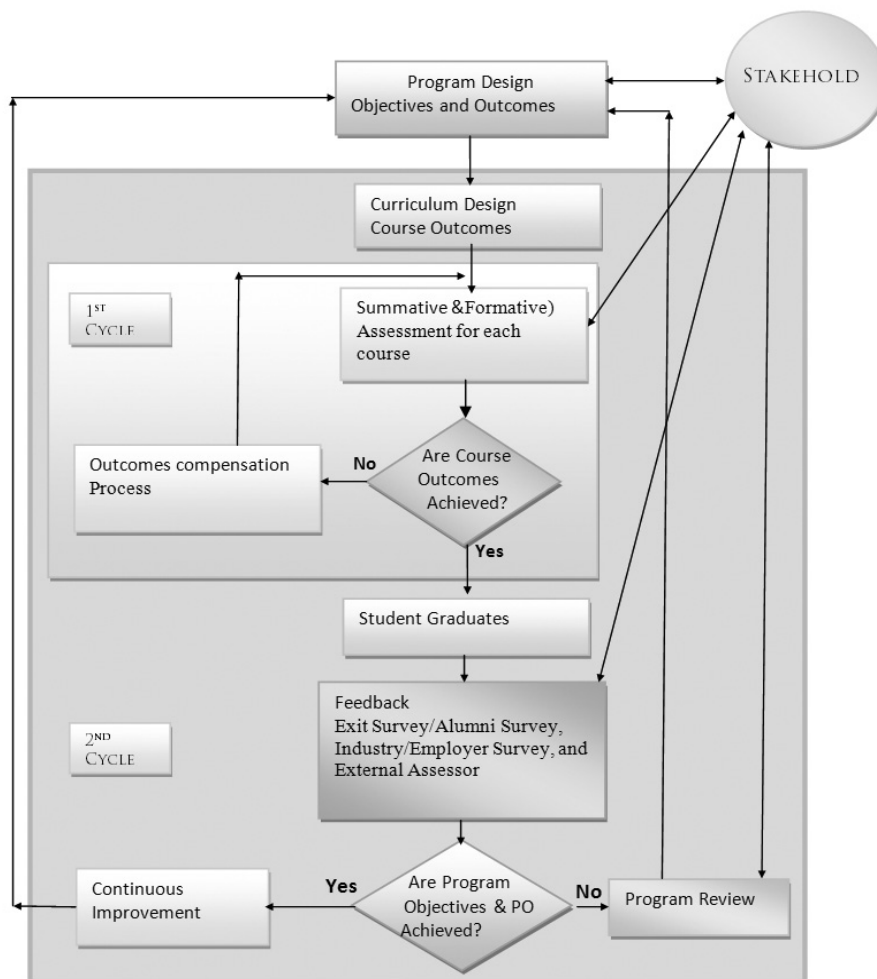 Program Design
Objectives and Outcomes
STAKEHOLD
Curriculum Design
Course Outcomes
1ST
CYCLE
Summative &Formative)
Assessment for each
course
Outcomes compensation
Process
No
Are Course
Outcomes
Achieved?
Yes
Student Graduates
Feedback
Exit Survey/Alumni Survey,
Industry/Employer Survey, and
External Assessor
2ND
CYCLE
Continuous
Improvement
Yes
Are Program
Objectives & PO
Achieved?
No
Program Review